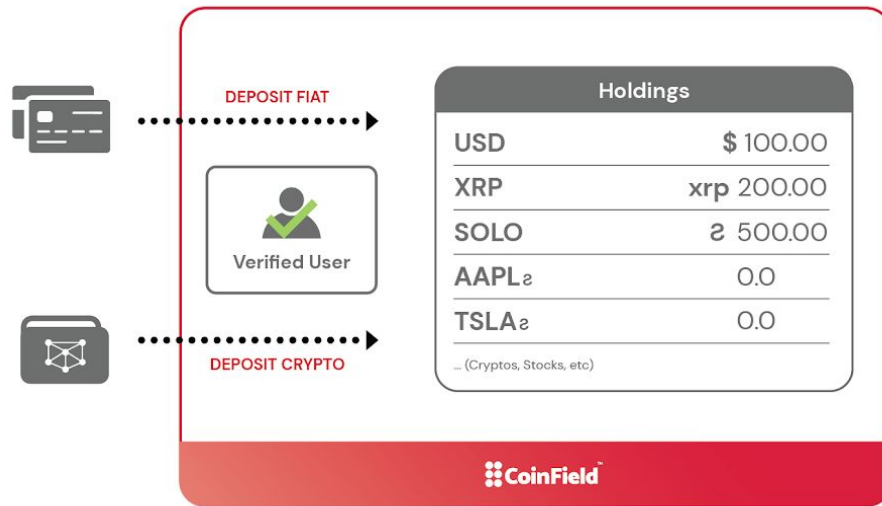 DEPOSIT FIAT
Verified User
DEPOSIT CRYPTO
Holdings
USD $ 100.00
XRP xrp 200.00
SOLO Ƨ 500.00
AAPLƨ 0.0
TSLAƨ 0.0
... (Cryptos, Stocks, etc)
CoinField™